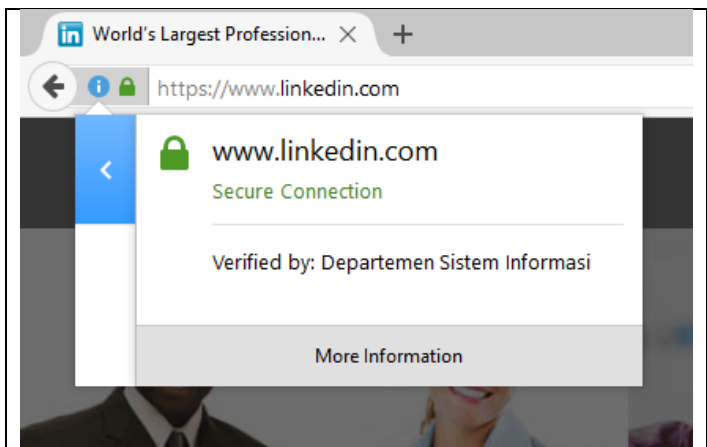 in World's Largest Profession...
https://www.linkedin.com
www.linkedin.com
Secure Connection
Verified by: Departemen Sistem Informasi
More Information